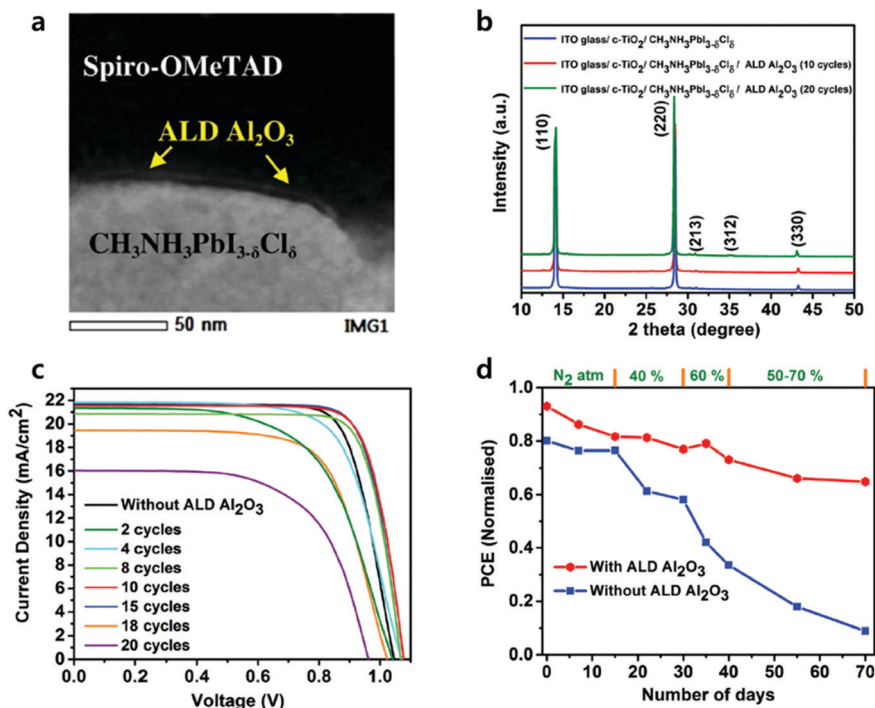 a
Spiro-OMeTAD
ALD Al₂O₃
CH₃NH₃PbI₃₋δClδ
50 nm
IMG1
b
ITO glass/ c-TiO₂/ CH₃NH₃PbI₃₋δClδ
ITO glass/ c-TiO₂/ CH₃NH₃PbI₃₋δClδ / ALD Al₂O₃ (10 cycles)
ITO glass/ c-TiO₂/ CH₃NH₃PbI₃₋δClδ / ALD Al₂O₃ (20 cycles)
Intensity (a.u.)
(110)
(220)
(213)
(312)
(330)
10 15 20 25 30 35 40 45 50
2 theta (degree)
c
Current Density (mA/cm²)
22
20
18
16
14
12
10
8
6
4
2
0
Without ALD Al₂O₃
2 cycles
4 cycles
8 cycles
10 cycles
15 cycles
18 cycles
20 cycles
0.0 0.2 0.4 0.6 0.8 1.0
Voltage (V)
d
N₂ atm 40 % 60 % 50-70 %
PCE (Normalised)
1.0
0.8
0.6
0.4
0.2
0.0
With ALD Al₂O₃
Without ALD Al₂O₃
0 10 20 30 40 50 60 70
Number of days